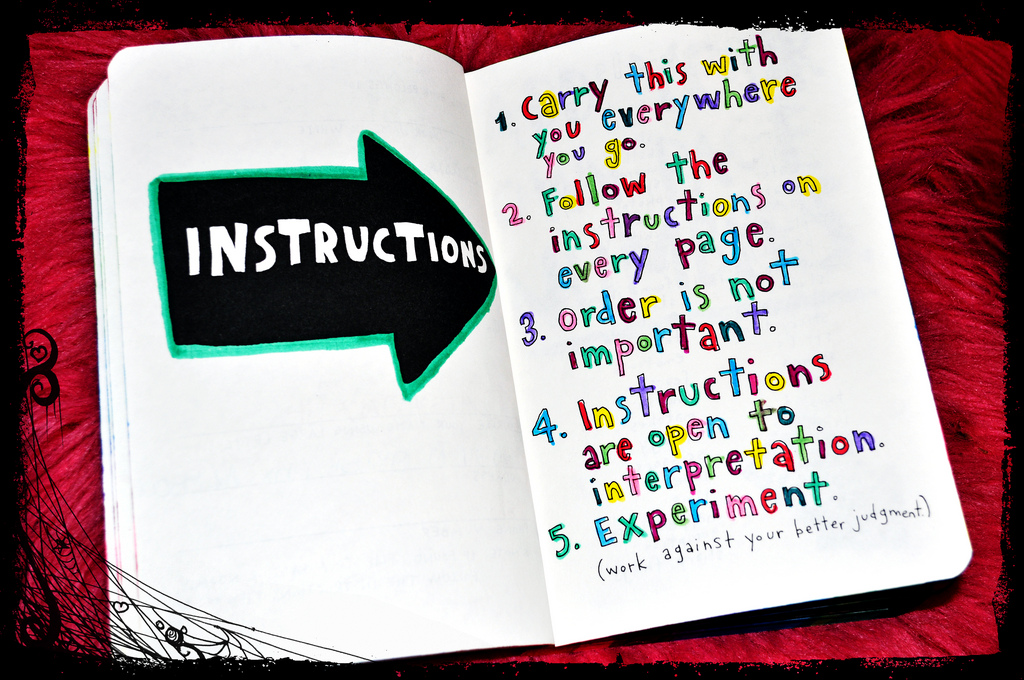 INSTRUCTIONS
1. Carry this with
you everywhere
you go.
2. Follow the
instructions on
every page.
3. order is not
important.
4. Instructions
are open to
interpretation.
5. Experiment.
(work against your better judgment.)